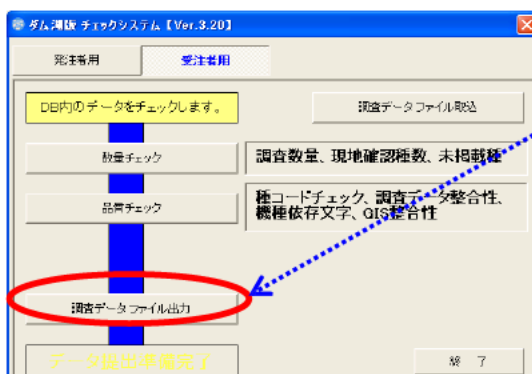 ダム湖版 チェックシステム【Ver.3.20】
発注者用
受注者用
DB内のデータをチェックします。
調査データファイル取込
数量チェック
調査数量、現地確認種数、未掲載種
品質チェック
種コードチェック、調査データ整合性、
機種依存文字、GIS整合性
調査データファイル出力
データ提出準備完了
終 了